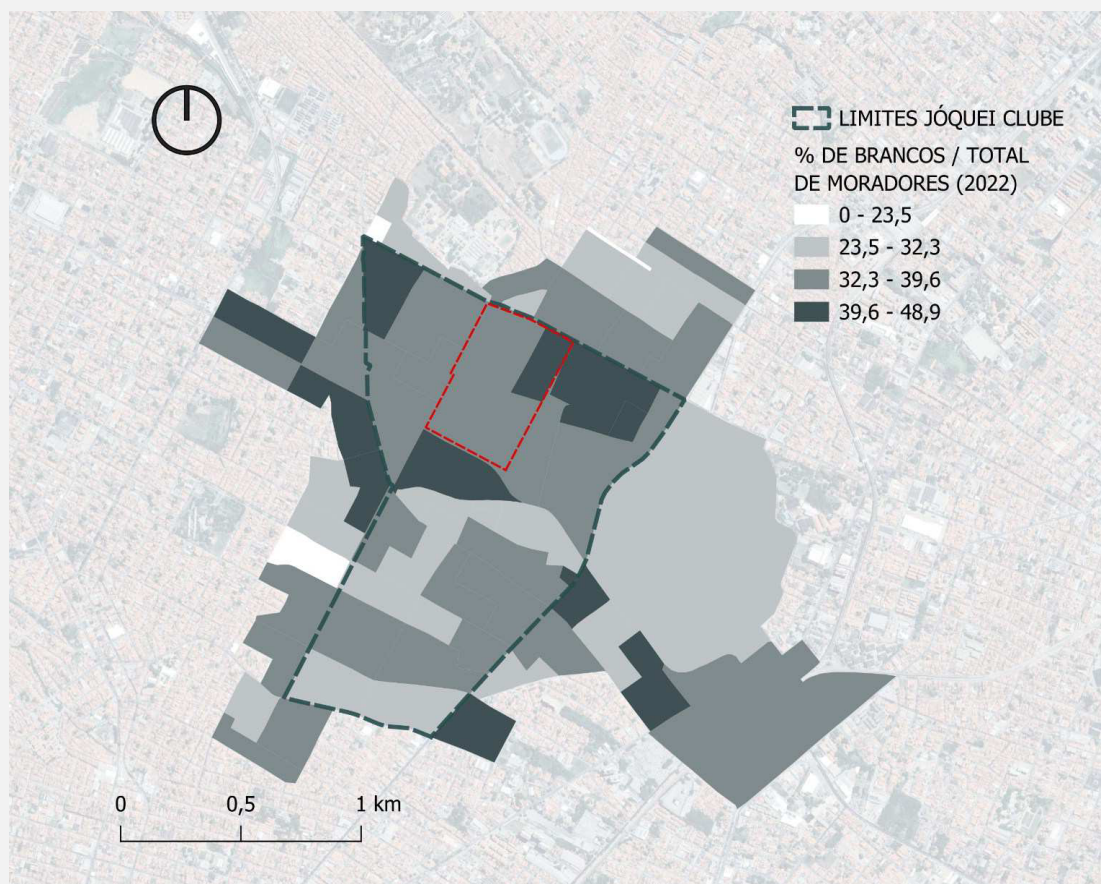 LIMITES JÓQUEI CLUBE
% DE BRANCOS / TOTAL
DE MORADORES (2022)
0 - 23,5
23,5 - 32,3
32,3 - 39,6
39,6 - 48,9
0 0,5 1 km